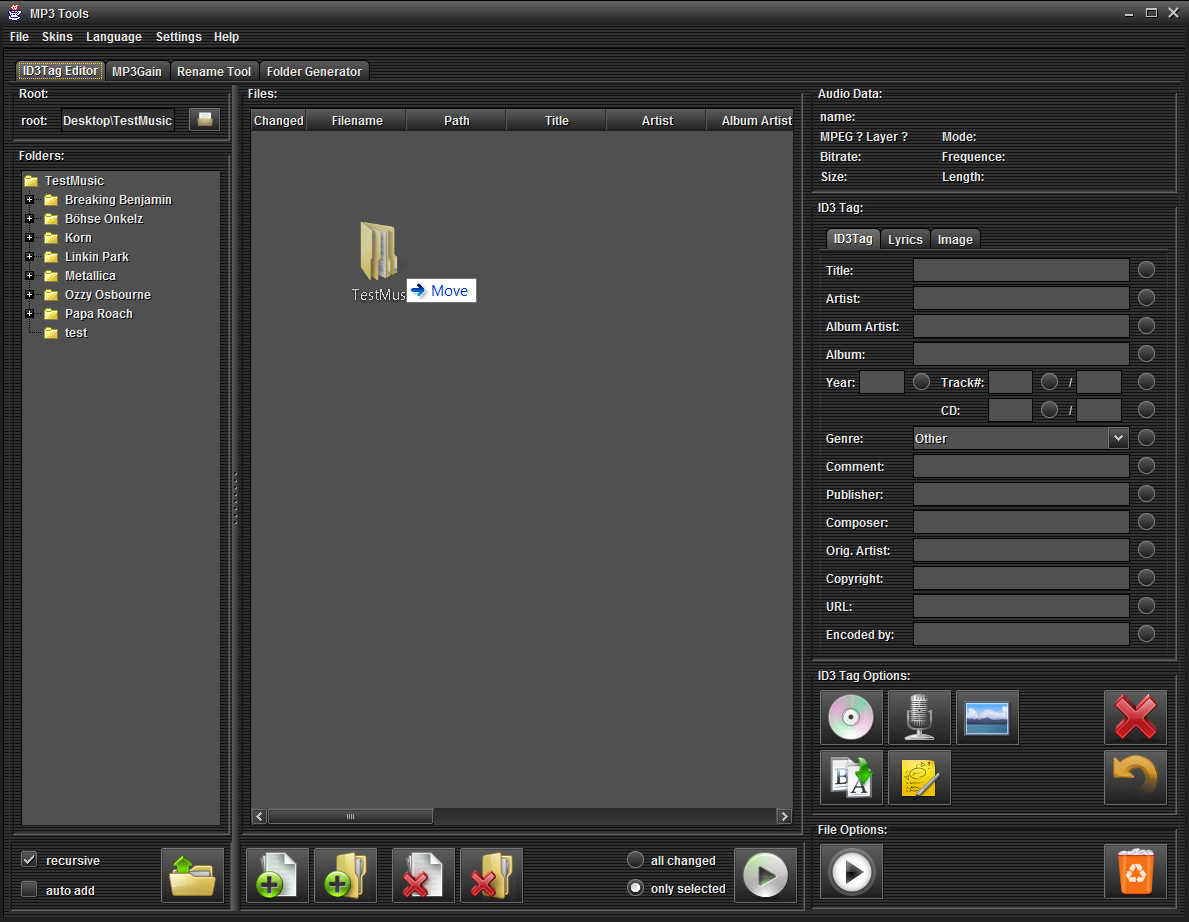 MP3 Tools
File Skins Language Settings Help
ID3Tag Editor MP3Gain Rename Tool Folder Generator
Root:
root: Desktop\TestMusic
Folders:
TestMusic
Breaking Benjamin
Böhse Onkelz
Korn
Linkin Park
Metallica
Ozzy Osbourne
Papa Roach
test
recursive
auto add
Files:
Changed Filename Path Title Artist Album Artist
TestMus
Move
all changed
only selected
Audio Data:
name:
MPEG ? Layer ? Mode:
Bitrate: Frequence:
Size: Length:
ID3 Tag:
ID3Tag Lyrics Image
Title:
Artist:
Album Artist:
Album:
Year: Track#: /
CD: /
Genre: Other
Comment:
Publisher:
Composer:
Orig. Artist:
Copyright:
URL:
Encoded by:
ID3 Tag Options:
B A
File Options: